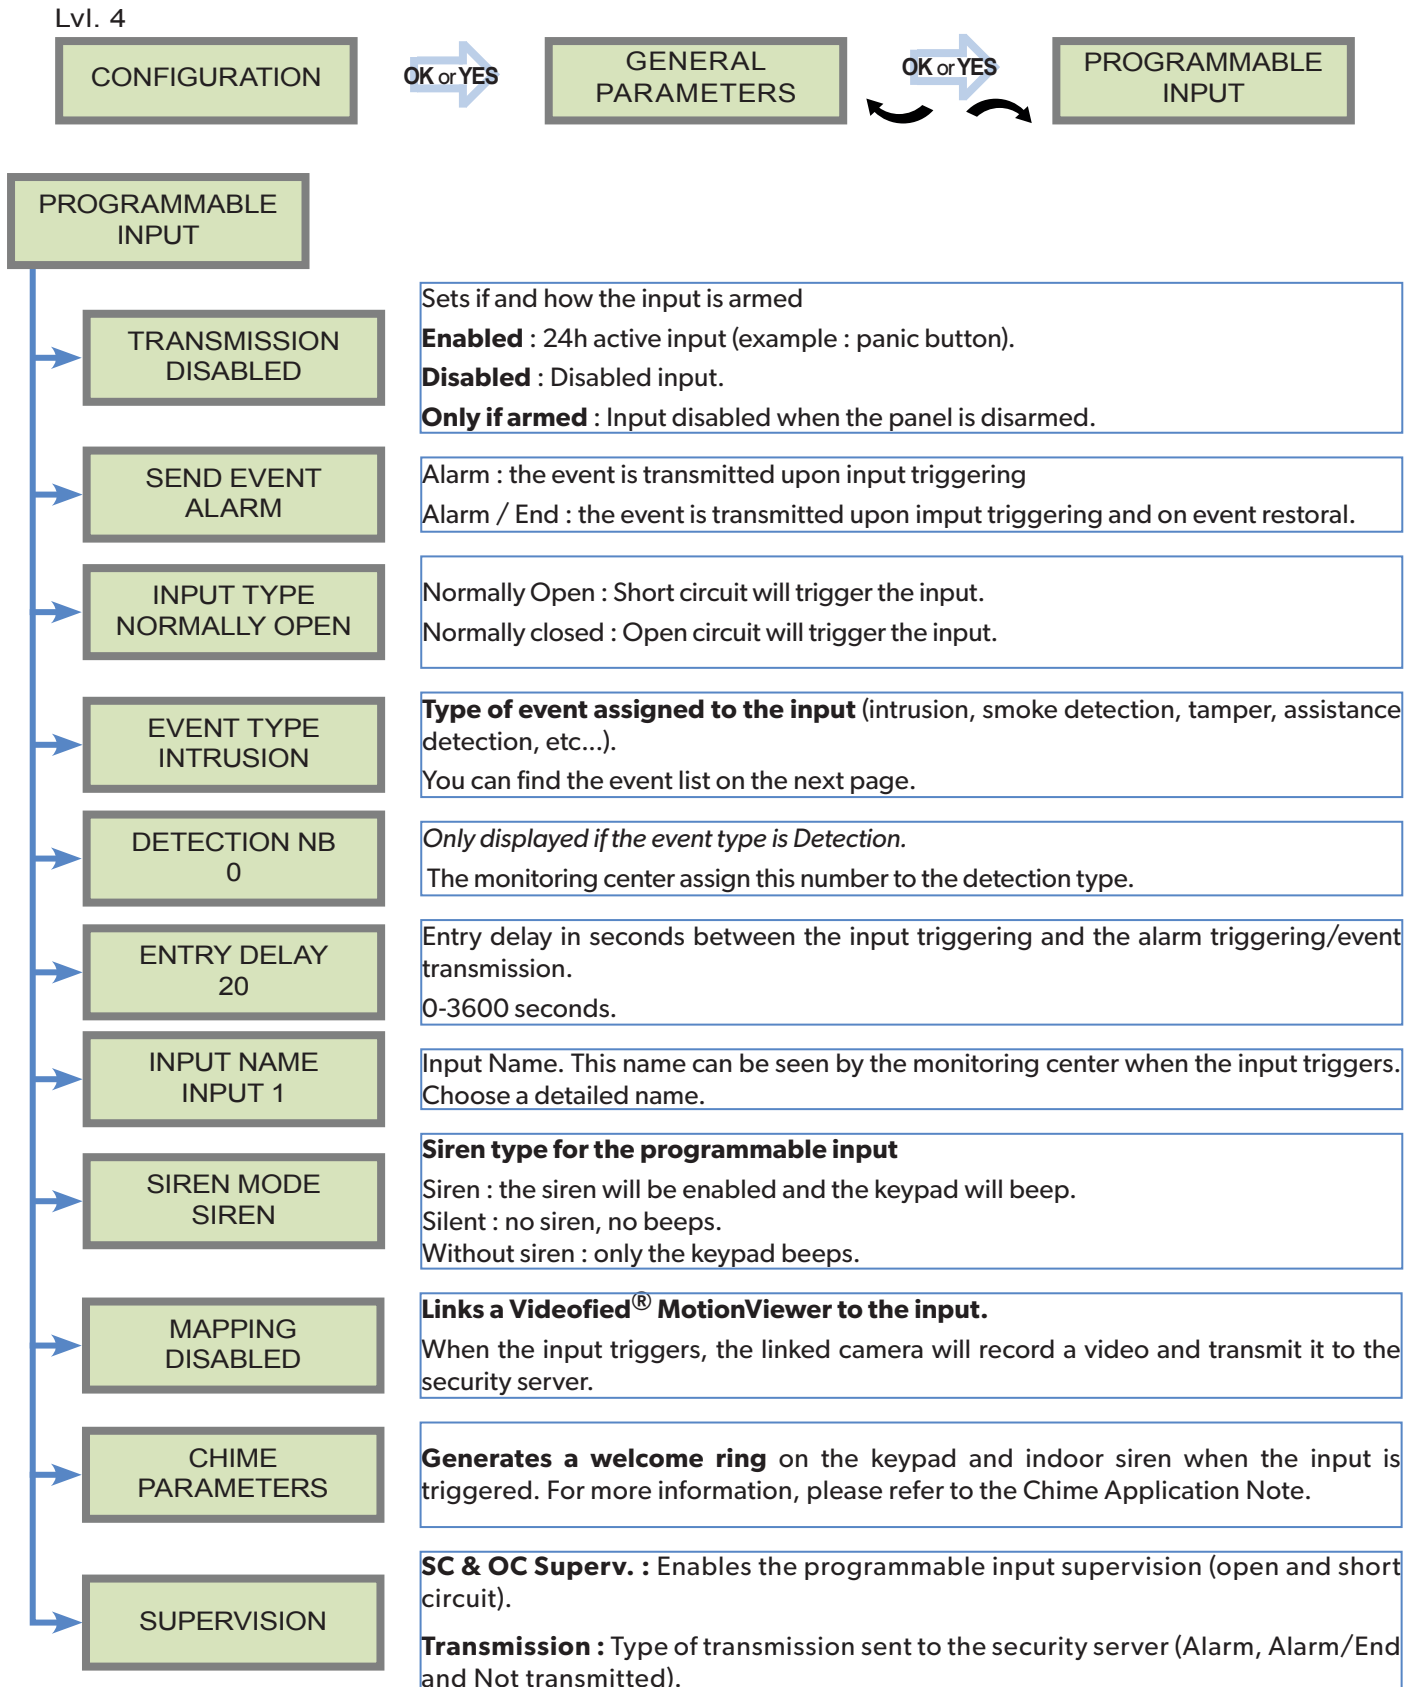 Lvl. 4
CONFIGURATION
OK or YES
GENERAL
PARAMETERS
OK or YES
PROGRAMMABLE
INPUT
PROGRAMMABLE
INPUT
TRANSMISSION
DISABLED
Sets if and how the input is armed
Enabled : 24h active input (example : panic button).
Disabled : Disabled input.
Only if armed : Input disabled when the panel is disarmed.
SEND EVENT
ALARM
Alarm : the event is transmitted upon input triggering
Alarm / End : the event is transmitted upon imput triggering and on event restoral.
INPUT TYPE
NORMALLY OPEN
Normally Open : Short circuit will trigger the input.
Normally closed : Open circuit will trigger the input.
EVENT TYPE
INTRUSION
Type of event assigned to the input (intrusion, smoke detection, tamper, assistance
detection, etc...).
You can find the event list on the next page.
DETECTION NB
0
Only displayed if the event type is Detection.
The monitoring center assign this number to the detection type.
ENTRY DELAY
20
Entry delay in seconds between the input triggering and the alarm triggering/event
transmission.
0-3600 seconds.
INPUT NAME
INPUT 1
Input Name. This name can be seen by the monitoring center when the input triggers.
Choose a detailed name.
SIREN MODE
SIREN
Siren type for the programmable input
Siren : the siren will be enabled and the keypad will beep.
Silent : no siren, no beeps.
Without siren : only the keypad beeps.
MAPPING
DISABLED
Links a Videofied® MotionViewer to the input.
When the input triggers, the linked camera will record a video and transmit it to the
security server.
CHIME
PARAMETERS
Generates a welcome ring on the keypad and indoor siren when the input is
triggered. For more information, please refer to the Chime Application Note.
SUPERVISION
SC & OC Superv. : Enables the programmable input supervision (open and short
circuit).
Transmission : Type of transmission sent to the security server (Alarm, Alarm/End
and Not transmitted).